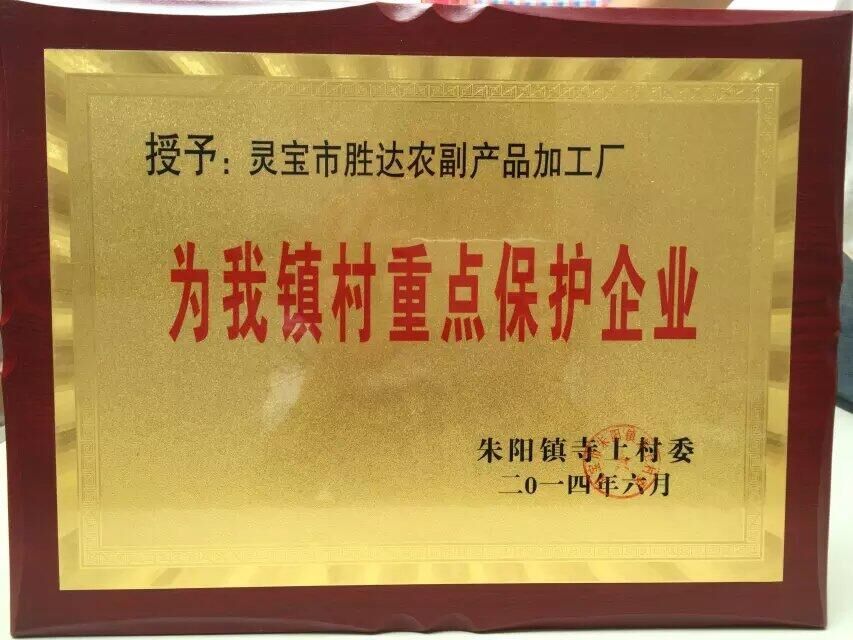 授予：灵宝市胜达农副产品加工厂
为我镇村重点保护企业
朱阳镇寺上村委
二0一四年六月